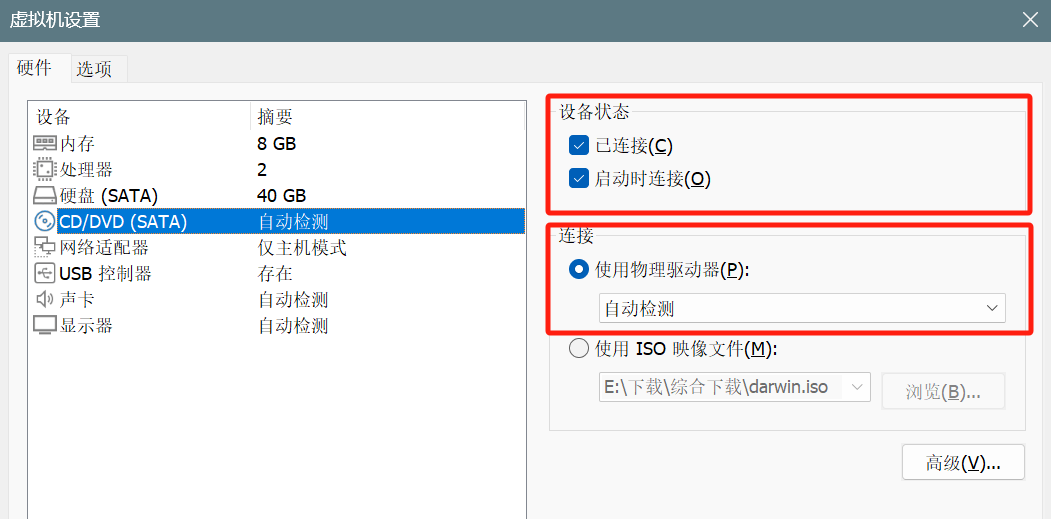 虚拟机设置
硬件 选项
设备 摘要
内存 8 GB
处理器 2
硬盘 (SATA) 40 GB
CD/DVD (SATA) 自动检测
网络适配器 仅主机模式
USB 控制器 存在
声卡 自动检测
显示器 自动检测
设备状态
已连接(C)
启动时连接(O)
连接
使用物理驱动器(P):
自动检测
使用 ISO 映像文件(M):
E:\下载\综合下载\darwin.iso
浏览(B)...
高级(V)...